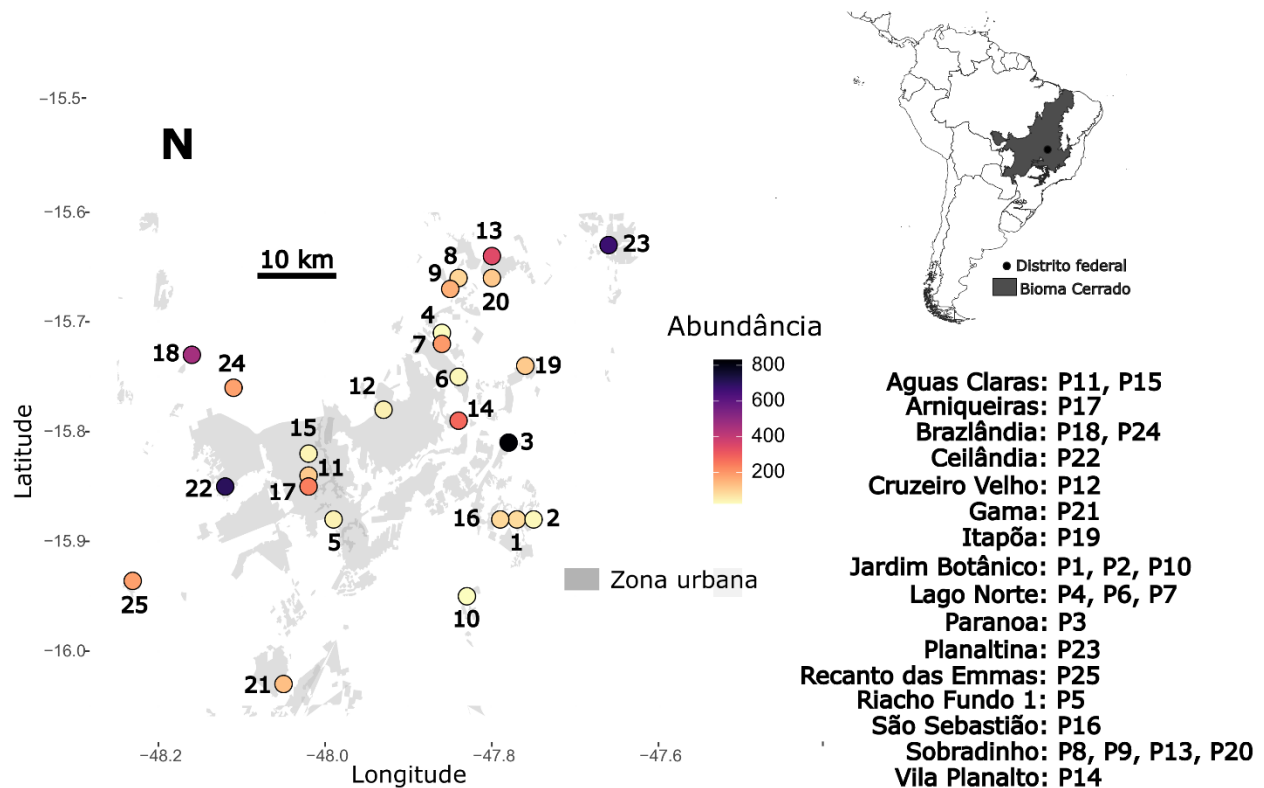 −15.5-
N
−15.6-
13
8
23
10 km
9
20
4
−15.7-
7
Abundância
18
19
24
6
800
12
600
14
−15.8-
400
15
3
11
200
22
17
16
2
5
1
−15.9-
Zona urbana
25
10
−16.0-
21
Latitude
−48.2
−48.0
−47.8
−47.6
Longitude
Distrito federal
Bioma Cerrado
Aguas Claras: P11, P15
Arniqueiras: P17
Brazlândia: P18, P24
Ceilândia: P22
Cruzeiro Velho: P12
Gama: P21
Itapõa: P19
Jardim Botânico: P1, P2, P10
Lago Norte: P4, P6, P7
Paranoa: P3
Planaltina: P23
Recanto das Emmas: P25
Riacho Fundo 1: P5
São Sebastião: P16
Sobradinho: P8, P9, P13, P20
Vila Planalto: P14